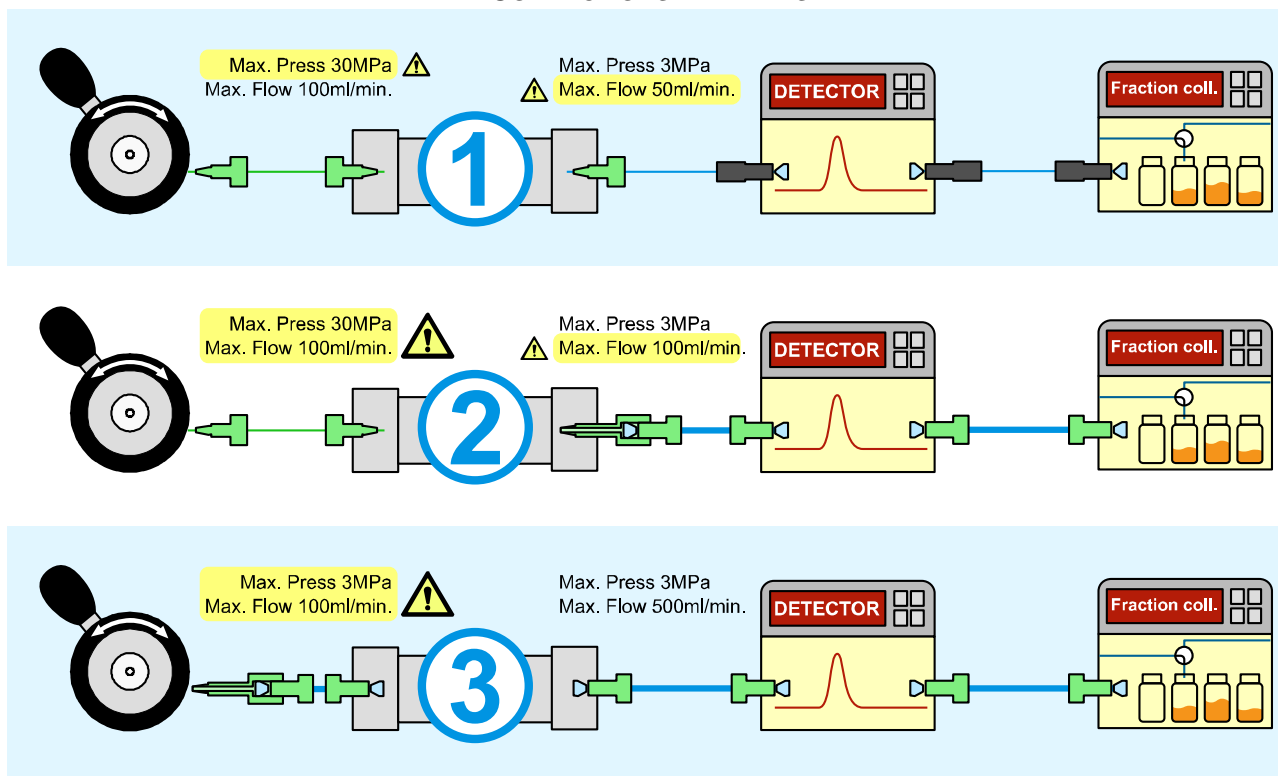 Max. Press 30MPa
Max. Flow 100ml/min.
Max. Press 3MPa
Max. Flow 50ml/min.
DETECTOR
Fraction coll.
1
Max. Press 30MPa
Max. Flow 100ml/min.
Max. Press 3MPa
Max. Flow 100ml/min.
DETECTOR
Fraction coll.
2
Max. Press 3MPa
Max. Flow 100ml/min.
Max. Press 3MPa
Max. Flow 500ml/min.
DETECTOR
Fraction coll.
3